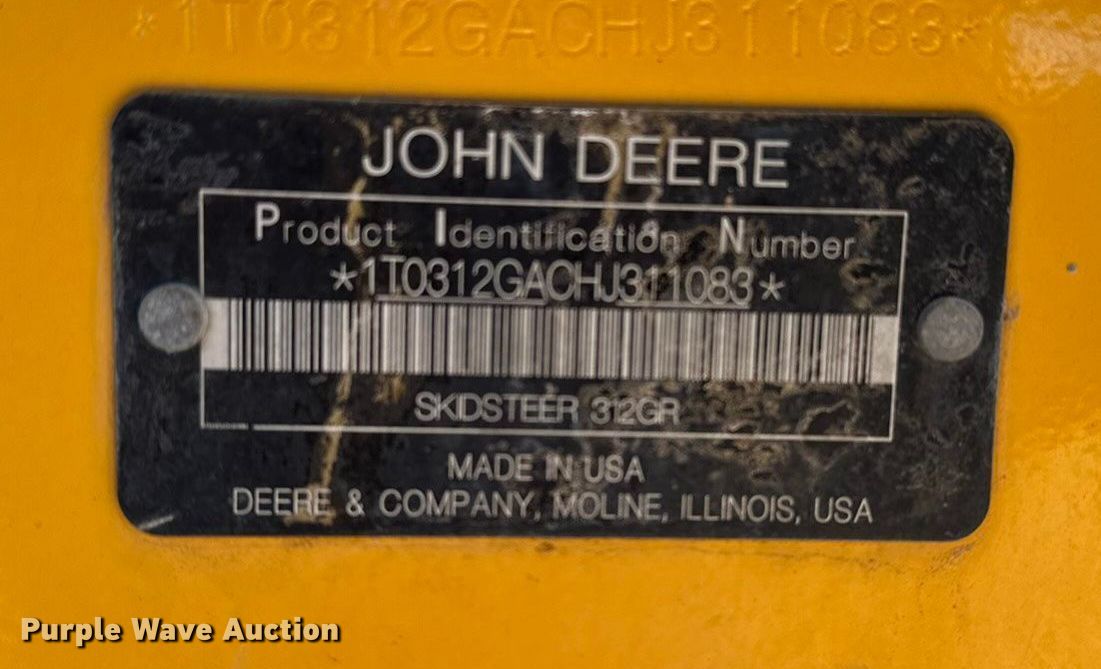 *1T0312GACHJ311083*
JOHN DEERE
Product Identification Number
*1T0312GACHJ311083*
SKIDSTEER 312GR
MADE IN USA
DEERE & COMPANY, MOLINE, ILLINOIS, USA
Purple Wave Auction